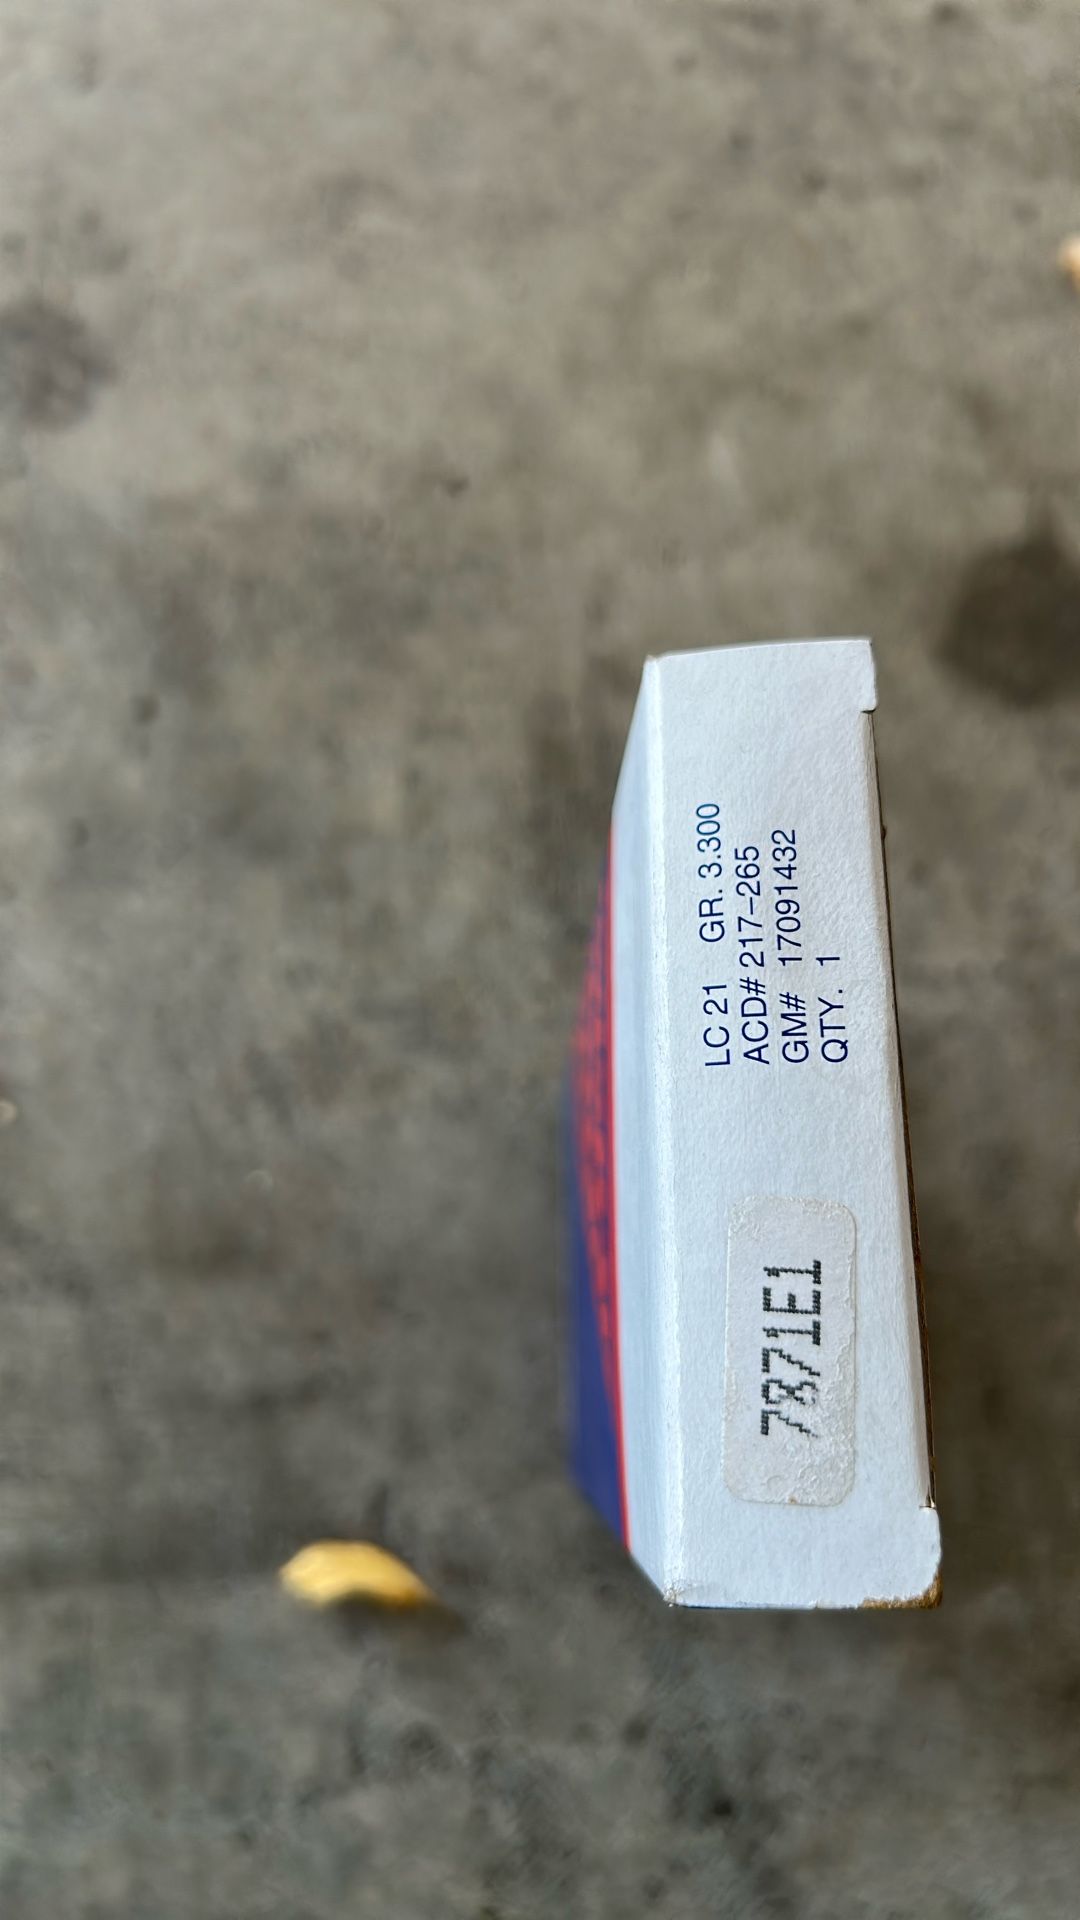 LC 21 GR. 3.300
ACD# 217-265
GM# 17091432
QTY. 1
7871E1